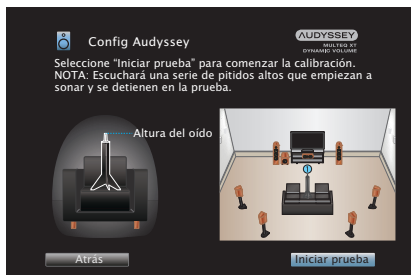 Config Audyssey
AUDYSSEY
MULTEQ XT
DYNAMIC VOLUME
Seleccione “Iniciar prueba” para comenzar la calibración.
NOTA: Escuchará una serie de pitidos altos que empiezan a
sonar y se detienen en la prueba.
Altura del oído
Atrás
Iniciar prueba